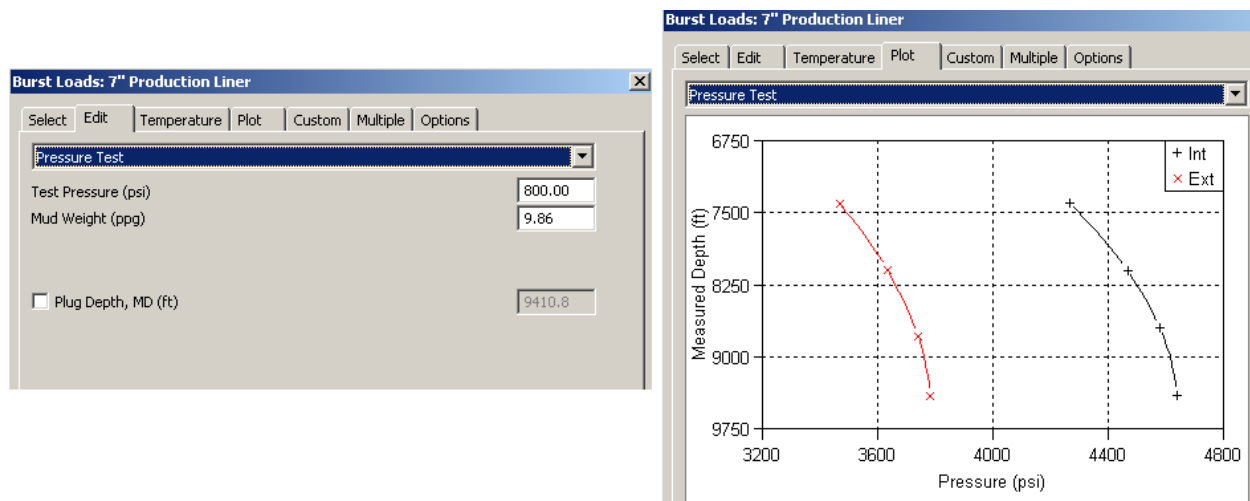 Burst Loads: 7" Production Liner
Select Edit Temperature Plot Custom Multiple Options
Pressure Test
Test Pressure (psi) 800.00
Mud Weight (ppg) 9.86
Plug Depth, MD (ft) 9410.8
Burst Loads: 7" Production Liner
Select Edit Temperature Plot Custom Multiple Options
Pressure Test
6750
+ Int
× Ext
7500
8250
9000
9750
Measured Depth (ft)
3200 3600 4000 4400 4800
Pressure (psi)